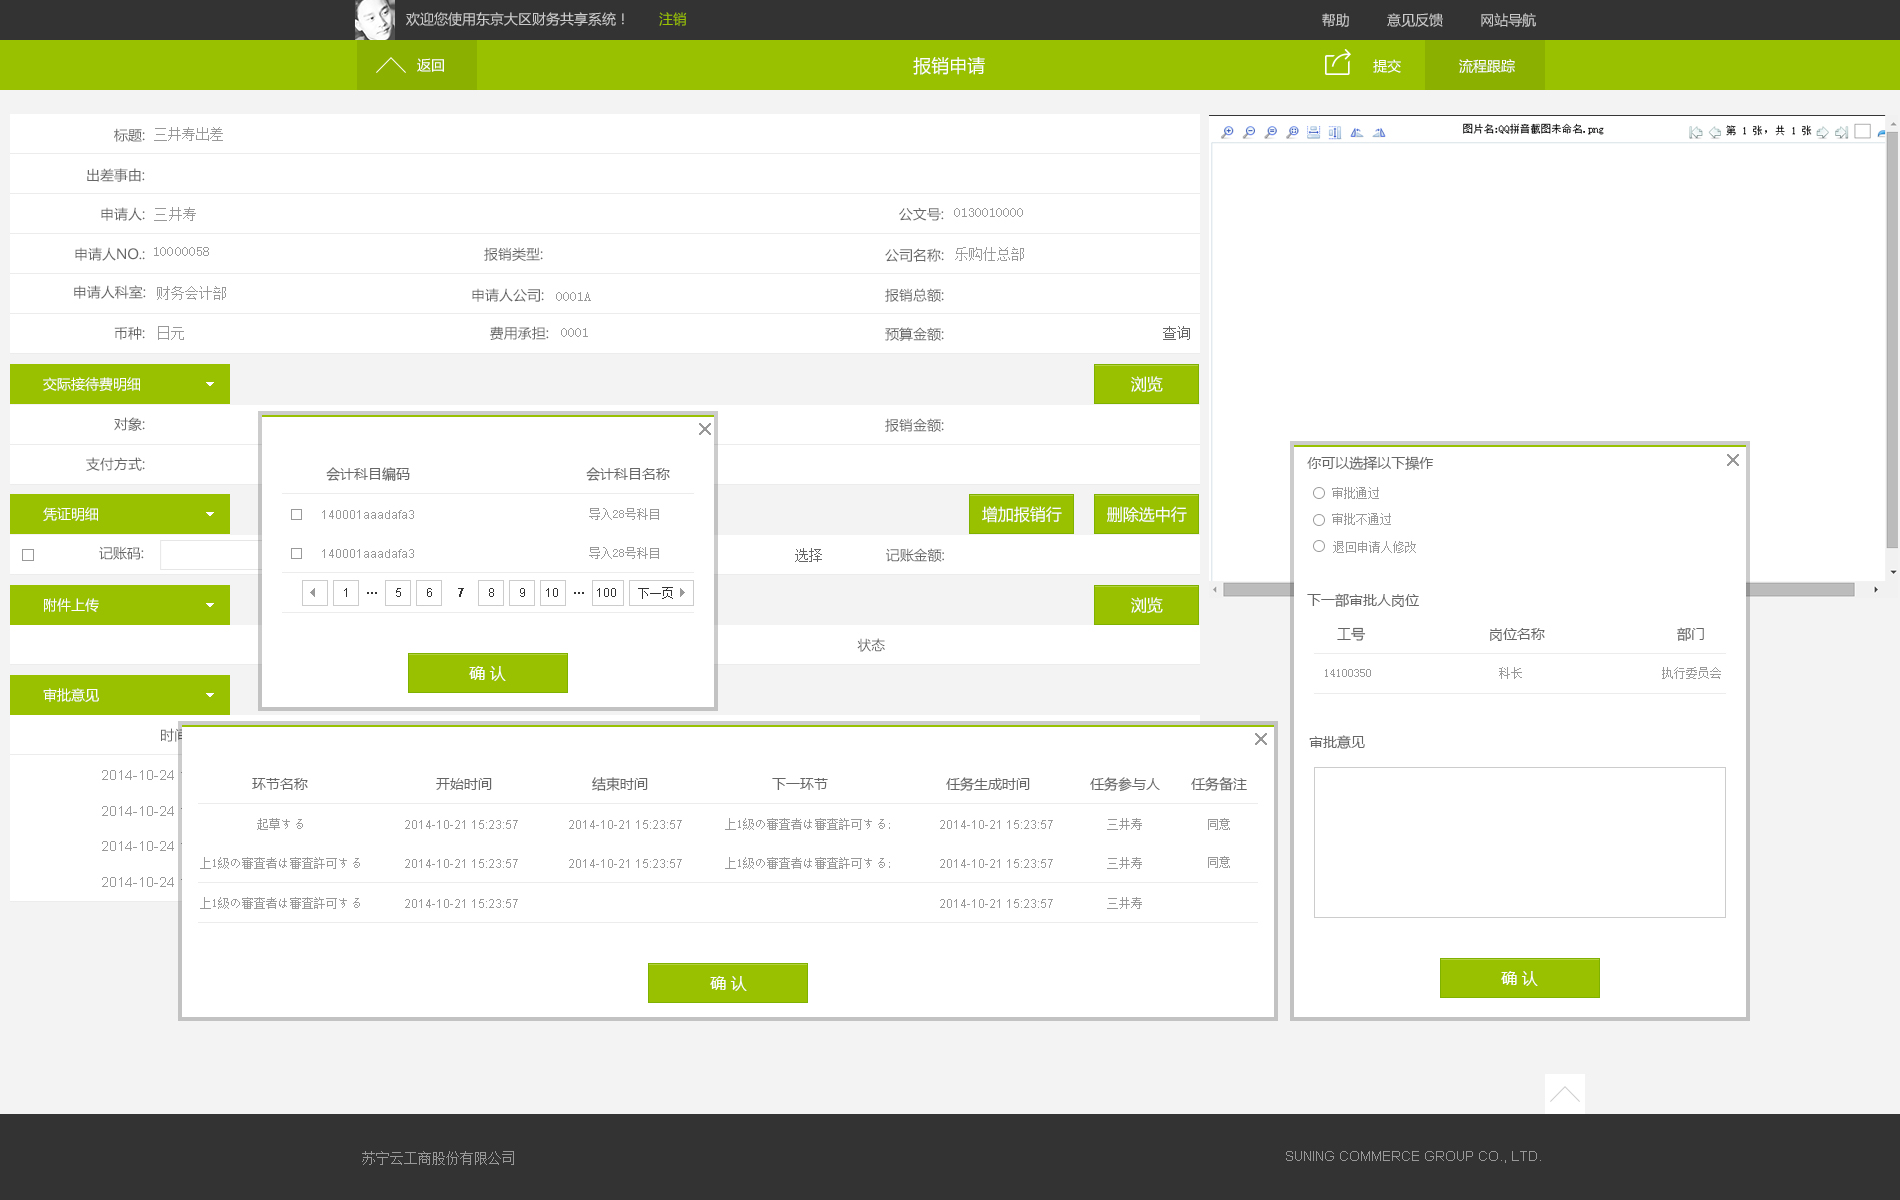 欢迎您使用东京大区财务共享系统！ 注销 帮助 意见反馈 网站导航
返回 报销申请 提交 流程跟踪
标题: 三井寿出差
出差事由:
申请人: 三井寿 公文号: 0130010000
申请人NO.: 10000058 报销类型: 公司名称: 乐购仕总部
申请人科室: 财务会计部 申请人公司: 0001A 报销总额:
币种: 日元 费用承担: 0001 预算金额: 查询
交际接待费明细 浏览
对象: 报销金额:
支付方式:
凭证明细 增加报销行 删除选中行
记账码: 选择 记账金额:
附件上传 浏览
状态
审批意见
时间
2014-10-24
2014-10-24
2014-10-24
2014-10-24
图片名:QQ拼音截图未命名.png 第 1 张，共 1 张
会计科目编码 会计科目名称
140001aaadafa3 导入28号科目
140001aaadafa3 导入28号科目
1 ... 5 6 7 8 9 10 ... 100 下一页
确 认
你可以选择以下操作
审批通过
审批不通过
退回申请人修改
下一部审批人岗位
工号 岗位名称 部门
14100350 科长 执行委员会
审批意见
确 认
环节名称 开始时间 结束时间 下一环节 任务生成时间 任务参与人 任务备注
起草する 2014-10-21 15:23:57 2014-10-21 15:23:57 上1级の審査者は審査許可する: 2014-10-21 15:23:57 三井寿 同意
上1级の審査者は審査許可する 2014-10-21 15:23:57 2014-10-21 15:23:57 上1级の審査者は審査許可する: 2014-10-21 15:23:57 三井寿 同意
上1级の審査者は審査許可する 2014-10-21 15:23:57 2014-10-21 15:23:57 三井寿
确 认
苏宁云工商股份有限公司 SUNING COMMERCE GROUP CO., LTD.